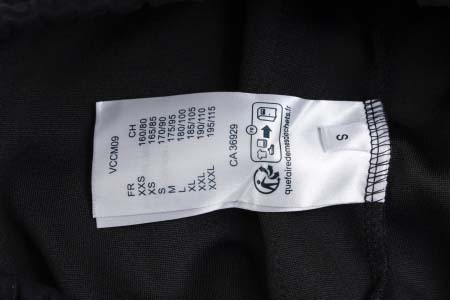 VCCM09
FR CH
XXS 160/80
XS 165/85
S 170/90
M 175/95
L 180/100
XL 185/105
XXL 190/110
XXXL 195/115
CA 36929
quefairedemesdechets.fr
S